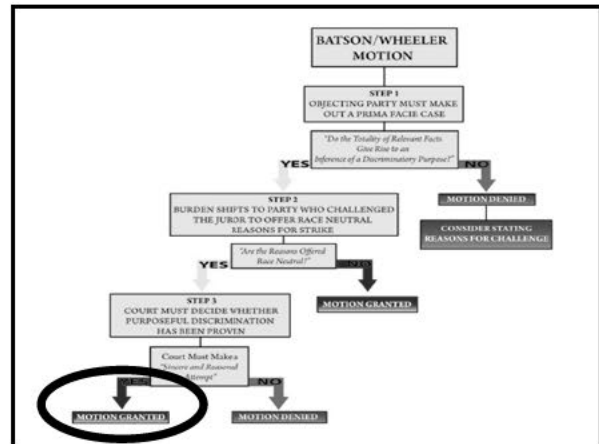 BATSON/WHEELER
MOTION
STEP 1
OBJECTING PARTY MUST MAKE
OUT A PRIMA FACIE CASE
"Do the Totality of Relevant Facts
Give Rise to an
Inference of a Discriminatory Purpose?"
YES
NO
STEP 2
BURDEN SHIFTS TO PARTY WHO CHALLENGED
THE JUROR TO OFFER RACE NEUTRAL
REASONS FOR STRIKE
MOTION DENIED
CONSIDER STATING
REASONS FOR CHALLENGE
"Are the Reasons Offered
Race Neutral?"
YES
NO
STEP 3
COURT MUST DECIDE WHETHER
PURPOSEFUL DISCRIMINATION
HAS BEEN PROVEN
MOTION GRANTED
Court Must Make a
"Sincere and Reasoned
Attempt"
YES
NO
MOTION GRANTED
MOTION DENIED